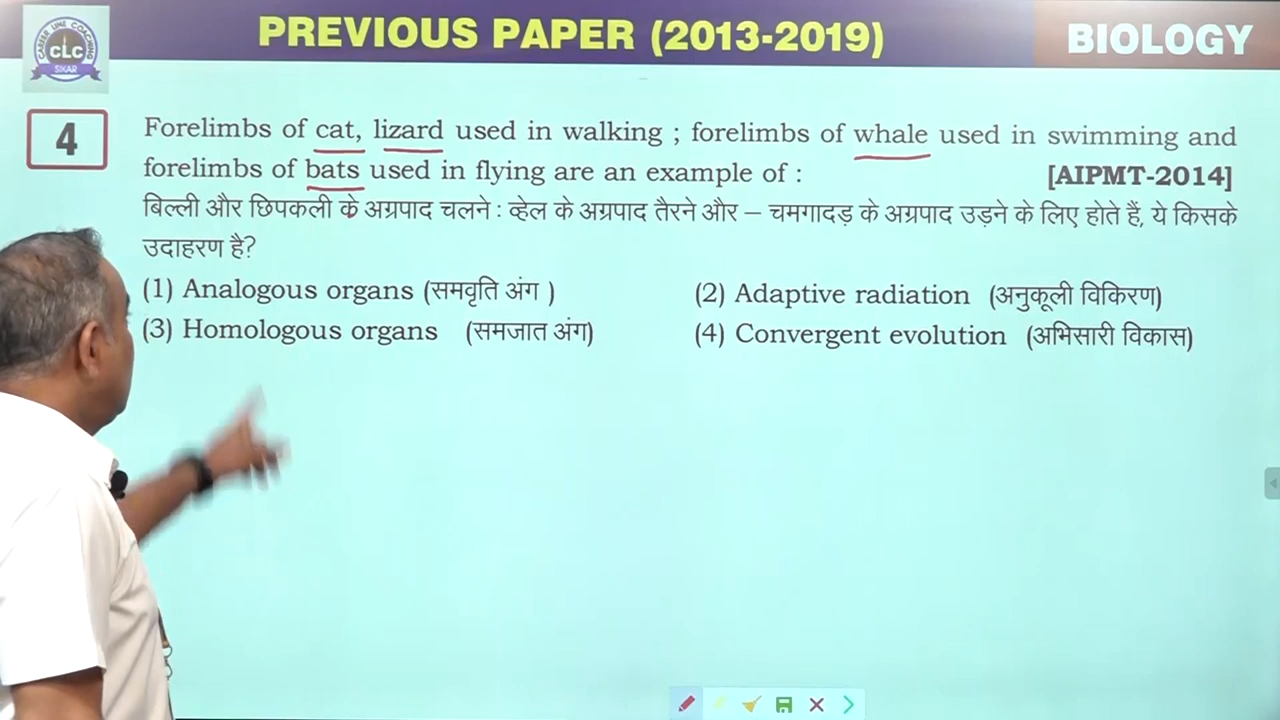 PREVIOUS PAPER (2013-2019)
BIOLOGY
CAREER LINE COACHING
CLC
SIKAR
4
Forelimbs of cat, lizard used in walking ; forelimbs of whale used in swimming and
forelimbs of bats used in flying are an example of :
[AIPMT-2014]
बिल्ली और छिपकली के अग्रपाद चलने : व्हेल के अग्रपाद तैरने और – चमगादड़ के अग्रपाद उड़ने के लिए होते हैं, ये किसके
उदाहरण है?
(1) Analogous organs (समवृति अंग )
(2) Adaptive radiation (अनुकूली विकिरण)
(3) Homologous organs (समजात अंग)
(4) Convergent evolution (अभिसारी विकास)